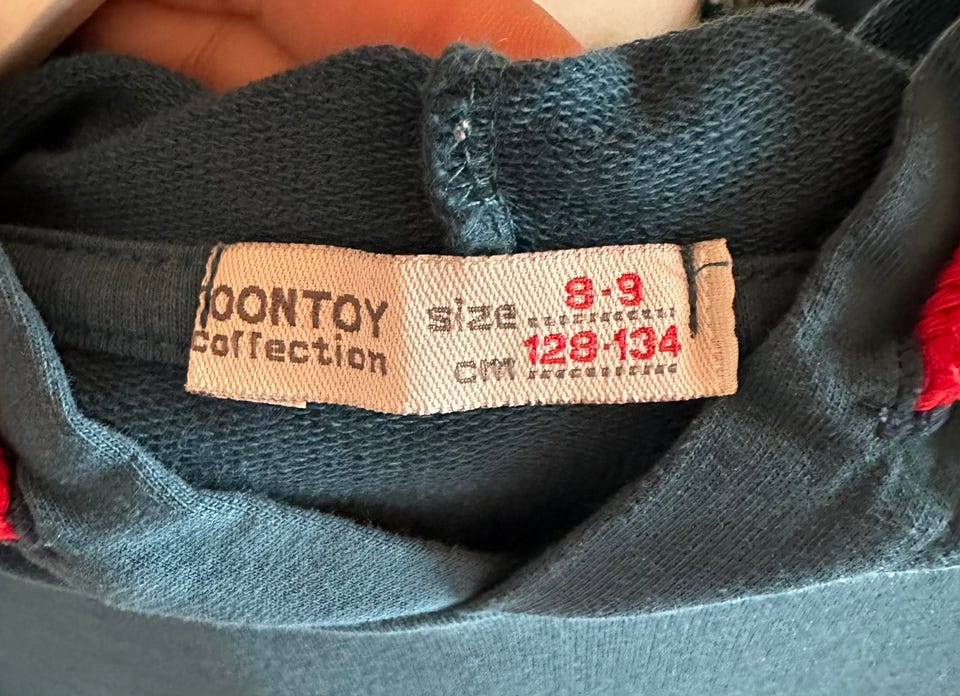 OONTOY
Collection
size 8-9
cm 128-134